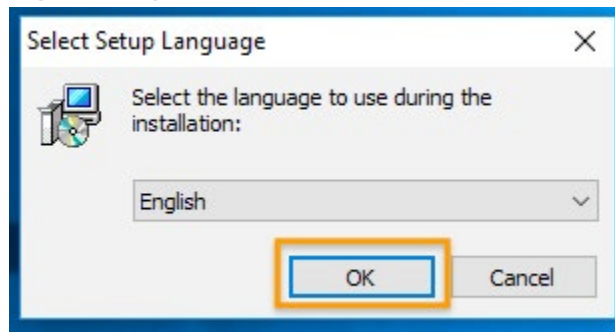 Select Setup Language
Select the language to use during the
installation:
English
OK
Cancel